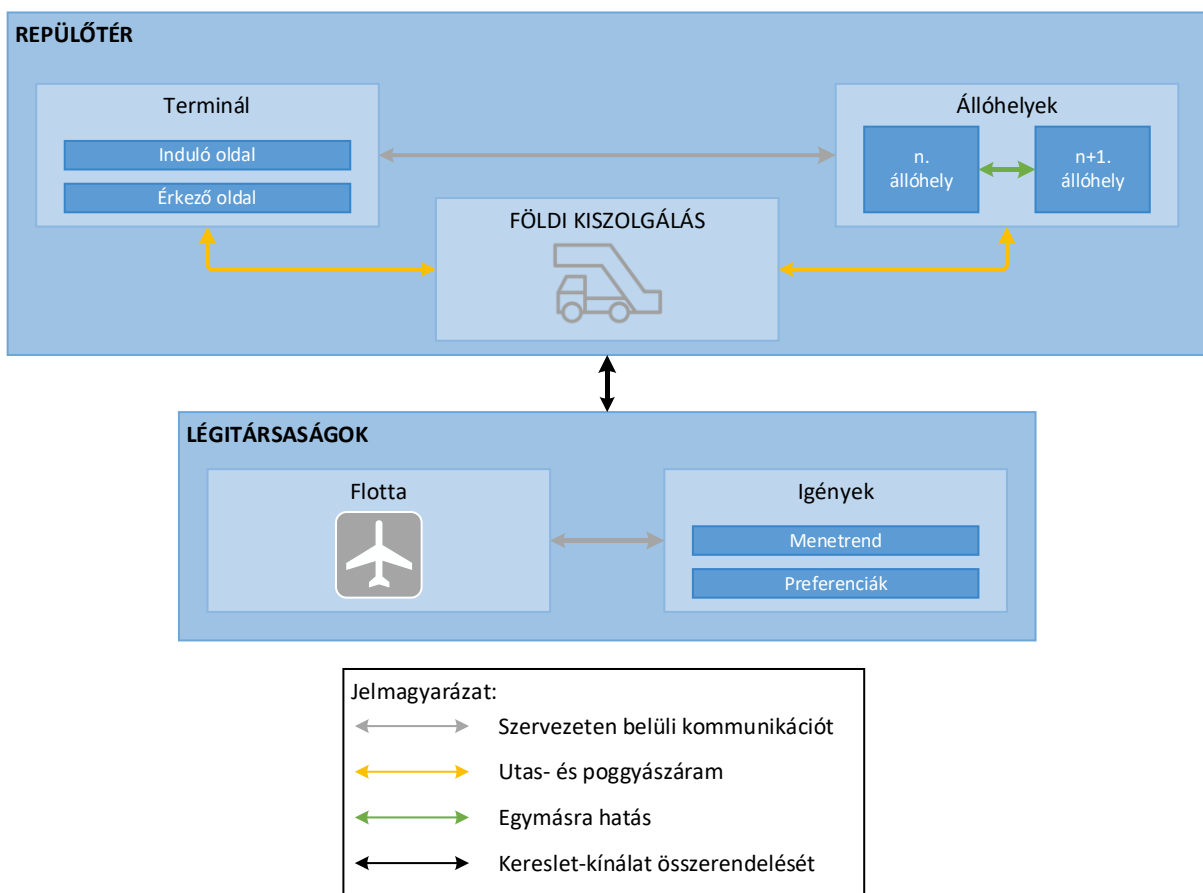 REPÜLŐTÉR
Terminál
Induló oldal
Érkező oldal
Állóhelyek
n.
állóhely
n+1.
állóhely
FÖLDI KISZOLGÁLÁS
LÉGITÁRSASÁGOK
Flotta
Igények
Menetrend
Preferenciák
Jelmagyarázat:
Szervezeten belüli kommunikációt
Utas- és poggyászáram
Egymásra hatás
Kereslet-kínálat összerendelését